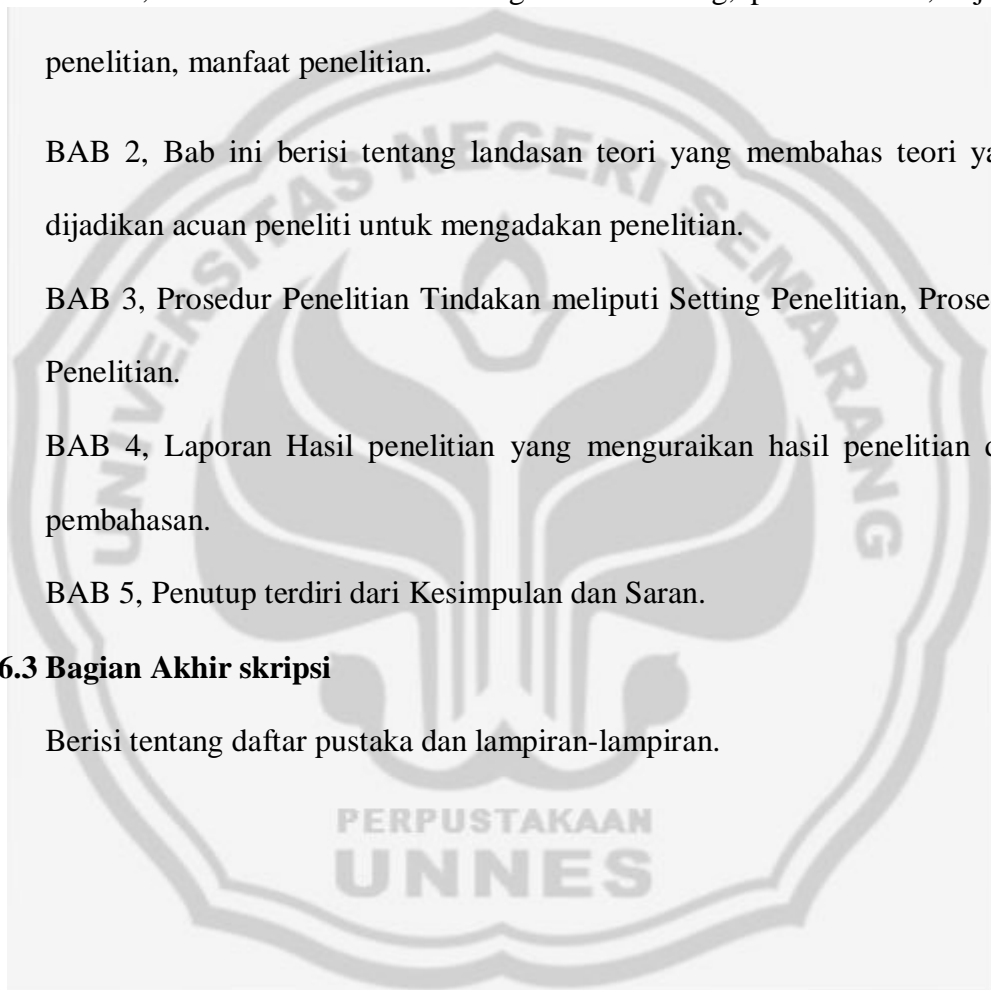 penelitian, manfaat penelitian.
BAB 2, Bab ini berisi tentang landasan teori yang membahas teori
dijadikan acuan peneliti untuk mengadakan penelitian.
BAB 3, Prosedur Penelitian Tindakan meliputi Setting Penelitian,
Penelitian.
BAB 4, Laporan Hasil penelitian yang menguraikan hasil penelitian
pembahasan.
BAB 5, Penutup terdiri dari Kesimpulan dan Saran.
6.3 Bagian Akhir skripsi
Berisi tentang daftar pustaka dan lampiran-lampiran.
UNIVERSITAS NEGERI SEMARANG
PERPUSTAKAAN
UNNES